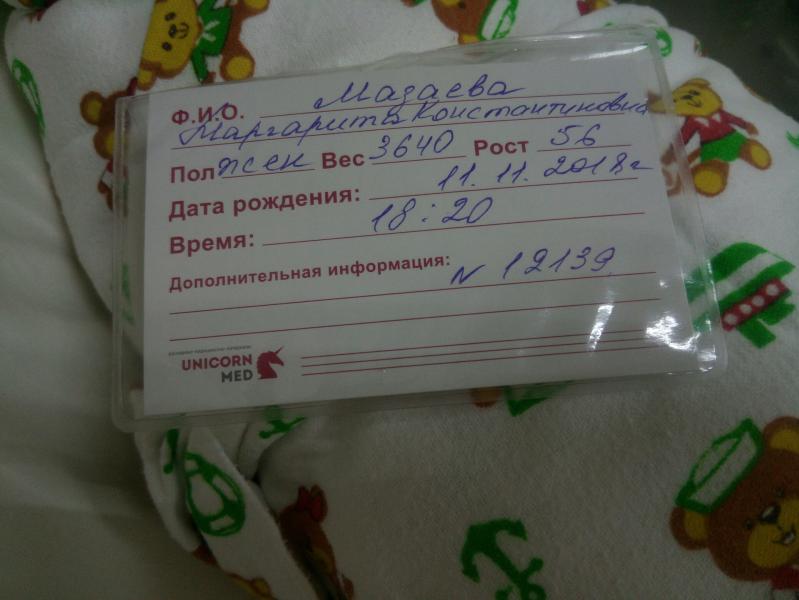 Ф.И.О. Мазаева
Маргарита Константиновна
Пол жен Вес 3640 Рост 56
Дата рождения: 11.11.2018г
Время: 18:20
Дополнительная информация:
N 12139
UNICORN
MED